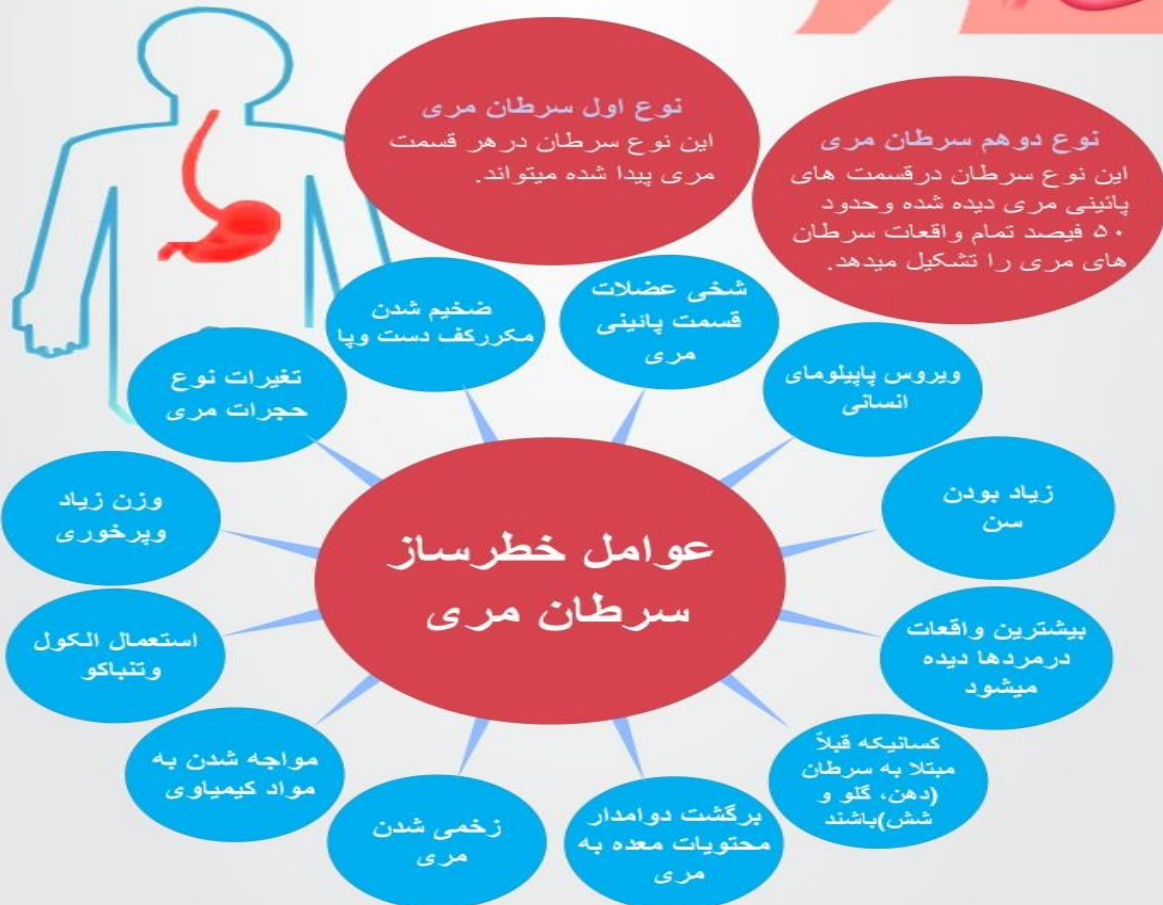 نوع اول سرطان مری
این نوع سرطان درهر قسمت
مری پیدا شده میتواند.
نوع دوهم سرطان مری
این نوع سرطان درقسمت های
پائینی مری دیده شده وحدود
۵۰ فیصد تمام واقعات سرطان
های مری را تشکیل میدهد.
عوامل خطرساز
سرطان مری
شخی عضلات
قسمت پائینی
مری
ویروس پاپیلومای
انسانی
زیاد بودن
سن
بیشترین واقعات
درمردها دیده
میشود
کسانیکه قبلاً
مبتلا به سرطان
(دهن، گلو و
شش)باشند
برگشت دوامدار
محتویات معده به
مری
زخمی شدن
مری
مواجه شدن به
مواد کیمیاوی
استعمال الکول
وتنباکو
وزن زیاد
وپرخوری
تغیرات نوع
حجرات مری
ضخیم شدن
مکررکف دست وپا